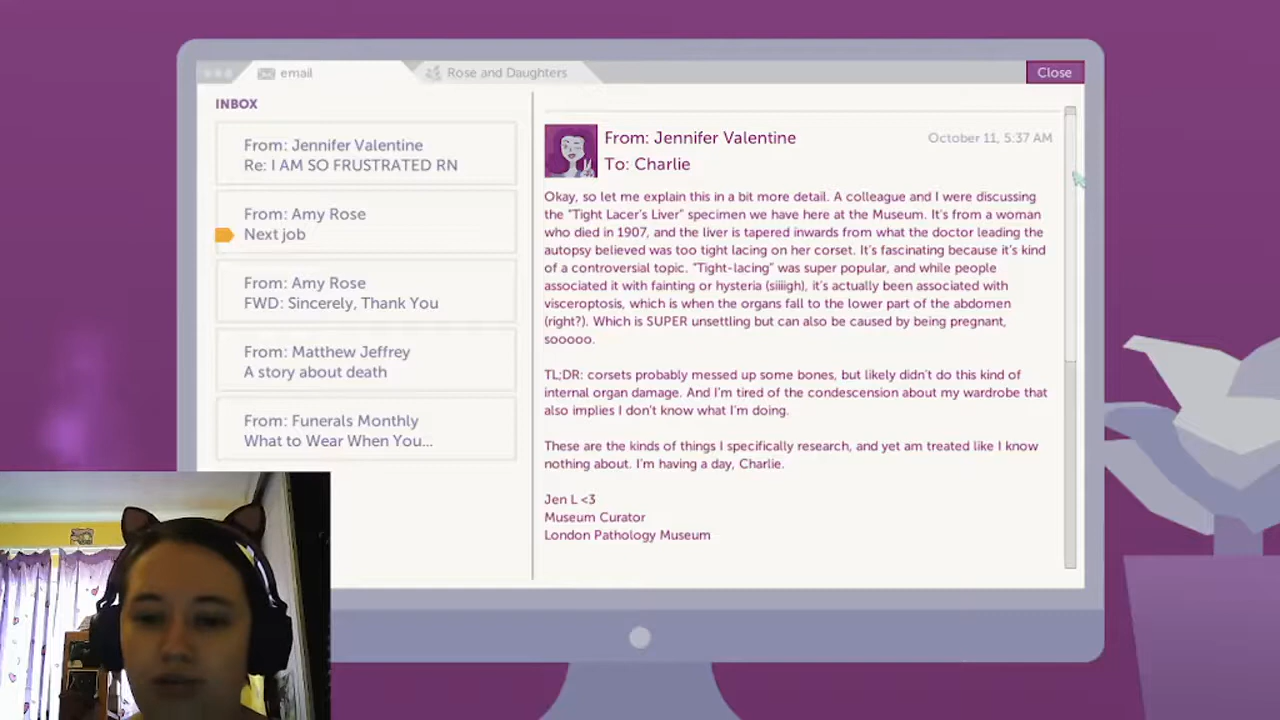 email
Rose and Daughters
Close
INBOX
From: Jennifer Valentine
Re: I AM SO FRUSTRATED RN
From: Amy Rose
Next job
From: Amy Rose
FWD: Sincerely, Thank You
From: Matthew Jeffrey
A story about death
From: Funerals Monthly
What to Wear When You...
From: Jennifer Valentine
October 11, 5:37 AM
To: Charlie
Okay, so let me explain this in a bit more detail. A colleague and I were discussing
the "Tight Lacer's Liver" specimen we have here at the Museum. It's from a woman
who died in 1907, and the liver is tapered inwards from what the doctor leading the
autopsy believed was too tight lacing on her corset. It's fascinating because it's kind
of a controversial topic. "Tight-lacing" was super popular, and while people
associated it with fainting or hysteria (siiiigh), it's actually been associated with
visceroptosis, which is when the organs fall to the lower part of the abdomen
(right?). Which is SUPER unsettling but can also be caused by being pregnant,
sooooo.
TL;DR: corsets probably messed up some bones, but likely didn't do this kind of
internal organ damage. And I'm tired of the condescension about my wardrobe that
also implies I don't know what I'm doing.
These are the kinds of things I specifically research, and yet am treated like I know
nothing about. I'm having a day, Charlie.
Jen L <3
Museum Curator
London Pathology Museum